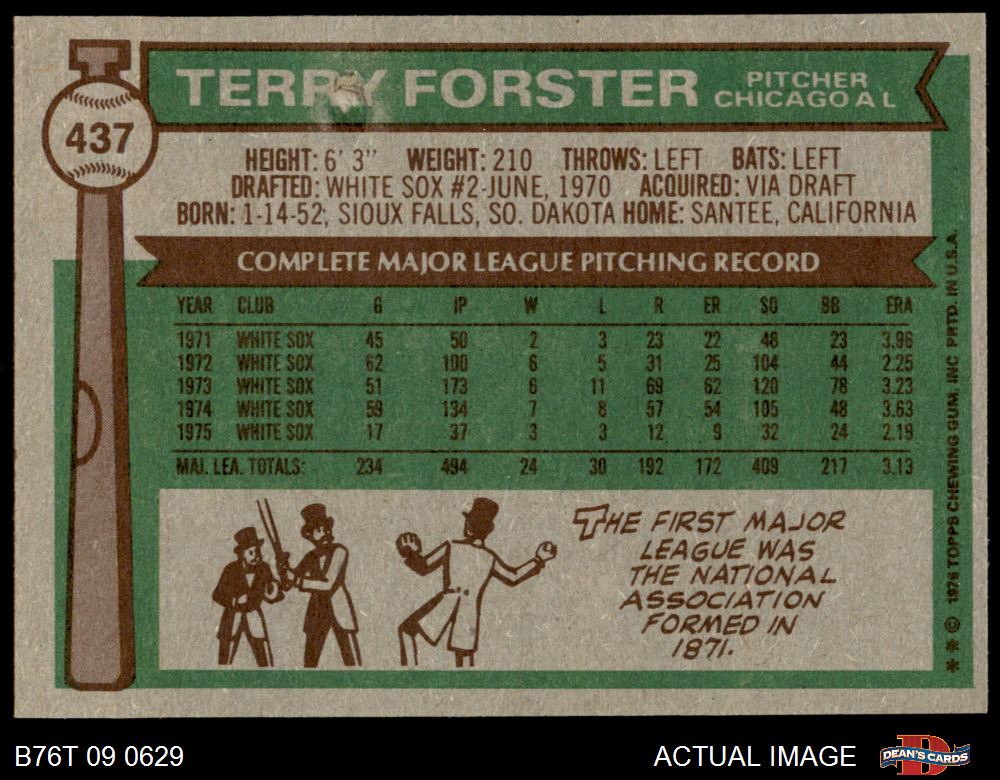 437
TERRY FORSTER
PITCHER
CHICAGO A L
HEIGHT: 6' 3" WEIGHT: 210 THROWS: LEFT BATS: LEFT
DRAFTED: WHITE SOX #2-JUNE, 1970 ACQUIRED: VIA DRAFT
BORN: 1-14-52, SIOUX FALLS, SO. DAKOTA HOME: SANTEE, CALIFORNIA
COMPLETE MAJOR LEAGUE PITCHING RECORD
YEAR CLUB G IP W L R ER SO BB ERA
1971 WHITE SOX 45 50 2 3 23 22 48 23 3.96
1972 WHITE SOX 62 100 6 5 31 25 104 44 2.25
1973 WHITE SOX 51 173 6 11 69 62 120 78 3.23
1974 WHITE SOX 59 134 7 8 57 54 105 48 3.63
1975 WHITE SOX 17 37 3 3 12 9 32 24 2.19
MAJ. LEA. TOTALS: 234 494 24 30 192 172 409 217 3.13
THE FIRST MAJOR
LEAGUE WAS
THE NATIONAL
ASSOCIATION
FORMED IN
1871.
** © 1976 TOPPS CHEWING GUM, INC. PRTD. IN U.S.A.
B76T 09 0629
ACTUAL IMAGE
DEAN'S CARDS